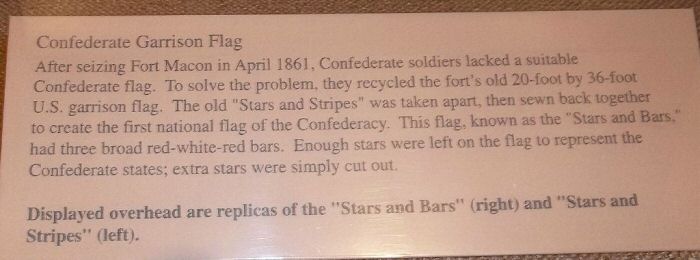 Confederate Garrison Flag
After seizing Fort Macon in April 1861, Confederate soldiers lacked a suitable
Confederate flag. To solve the problem, they recycled the fort's old 20-foot by 36-foot
U.S. garrison flag. The old "Stars and Stripes" was taken apart, then sewn back together
to create the first national flag of the Confederacy. This flag, known as the "Stars and Bars,"
had three broad red-white-red bars. Enough stars were left on the flag to represent the
Confederate states; extra stars were simply cut out.
Displayed overhead are replicas of the "Stars and Bars" (right) and "Stars and
Stripes" (left).